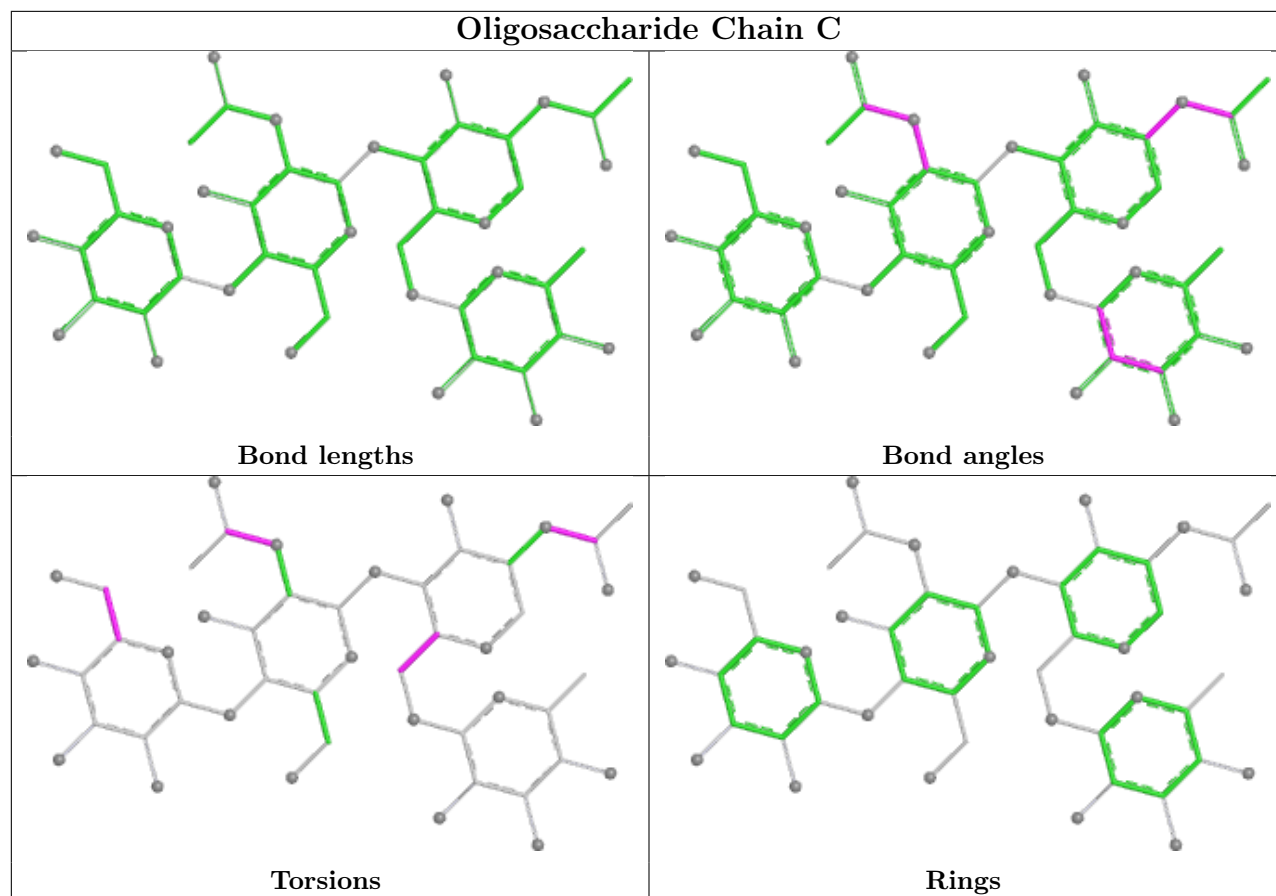 Oligosaccharide Chain C
Bond lengths
Bond angles
Torsions
Rings